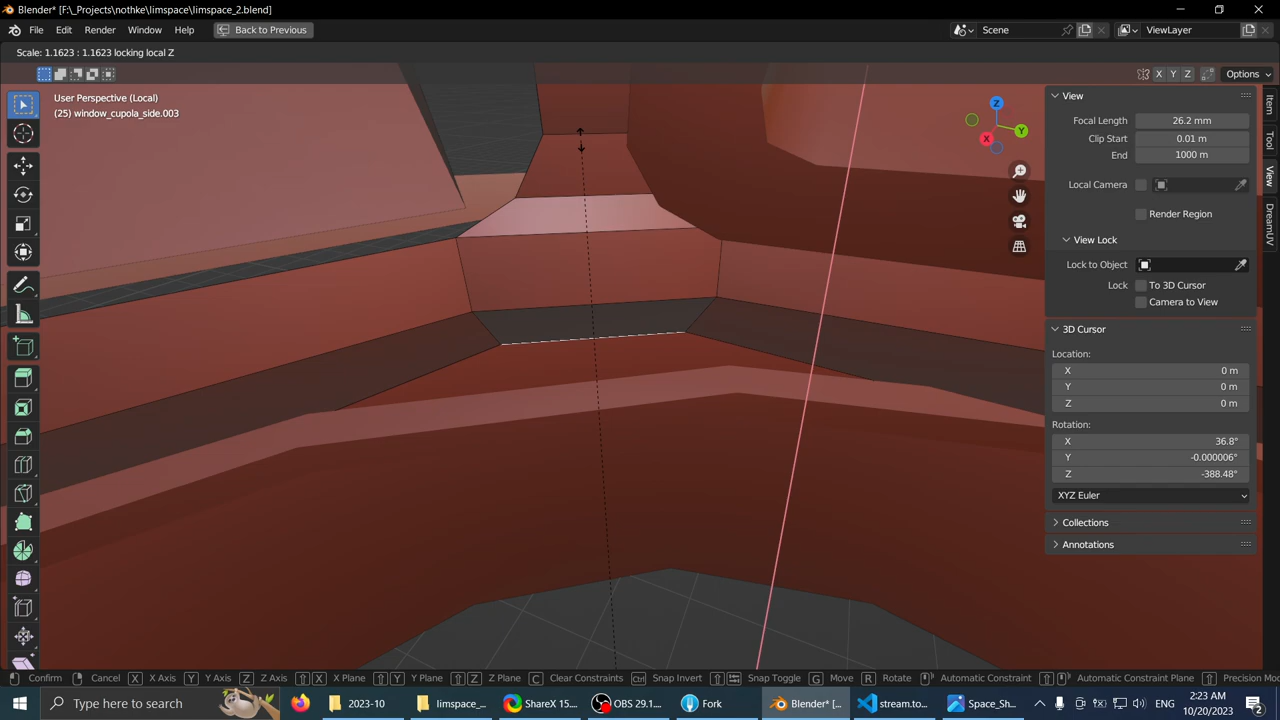 Blender* [F:\_Projects\nothke\limspace\limspace_2.blend]
File Edit Render Window Help Back to Previous Scene ViewLayer
Scale: 1.1623 : 1.1623 locking local Z
X Y Z Options
User Perspective (Local)
(25) window_cupola_side.003
Z
Y
X
View
Focal Length 26.2 mm
Clip Start 0.01 m
End 1000 m
Local Camera
Render Region
View Lock
Lock to Object
Lock To 3D Cursor
Camera to View
3D Cursor
Location:
X 0 m
Y 0 m
Z 0 m
Rotation:
X 36.8°
Y -0.000006°
Z -388.48°
XYZ Euler
Collections
Annotations
Item
Tool
View
DreamUV
Confirm Cancel X X Axis Y Y Axis Z Z Axis X X Plane Y Y Plane Z Z Plane C Clear Constraints Ctrl Snap Invert Snap Toggle G Move R Rotate Automatic Constraint Automatic Constraint Plane Precision Mod
Type here to search 2023-10 limspace_... ShareX 15.... OBS 29.1.... Fork Blender* [... stream.to... Space_Sh... ENG 2:23 AM
10/20/2023 2